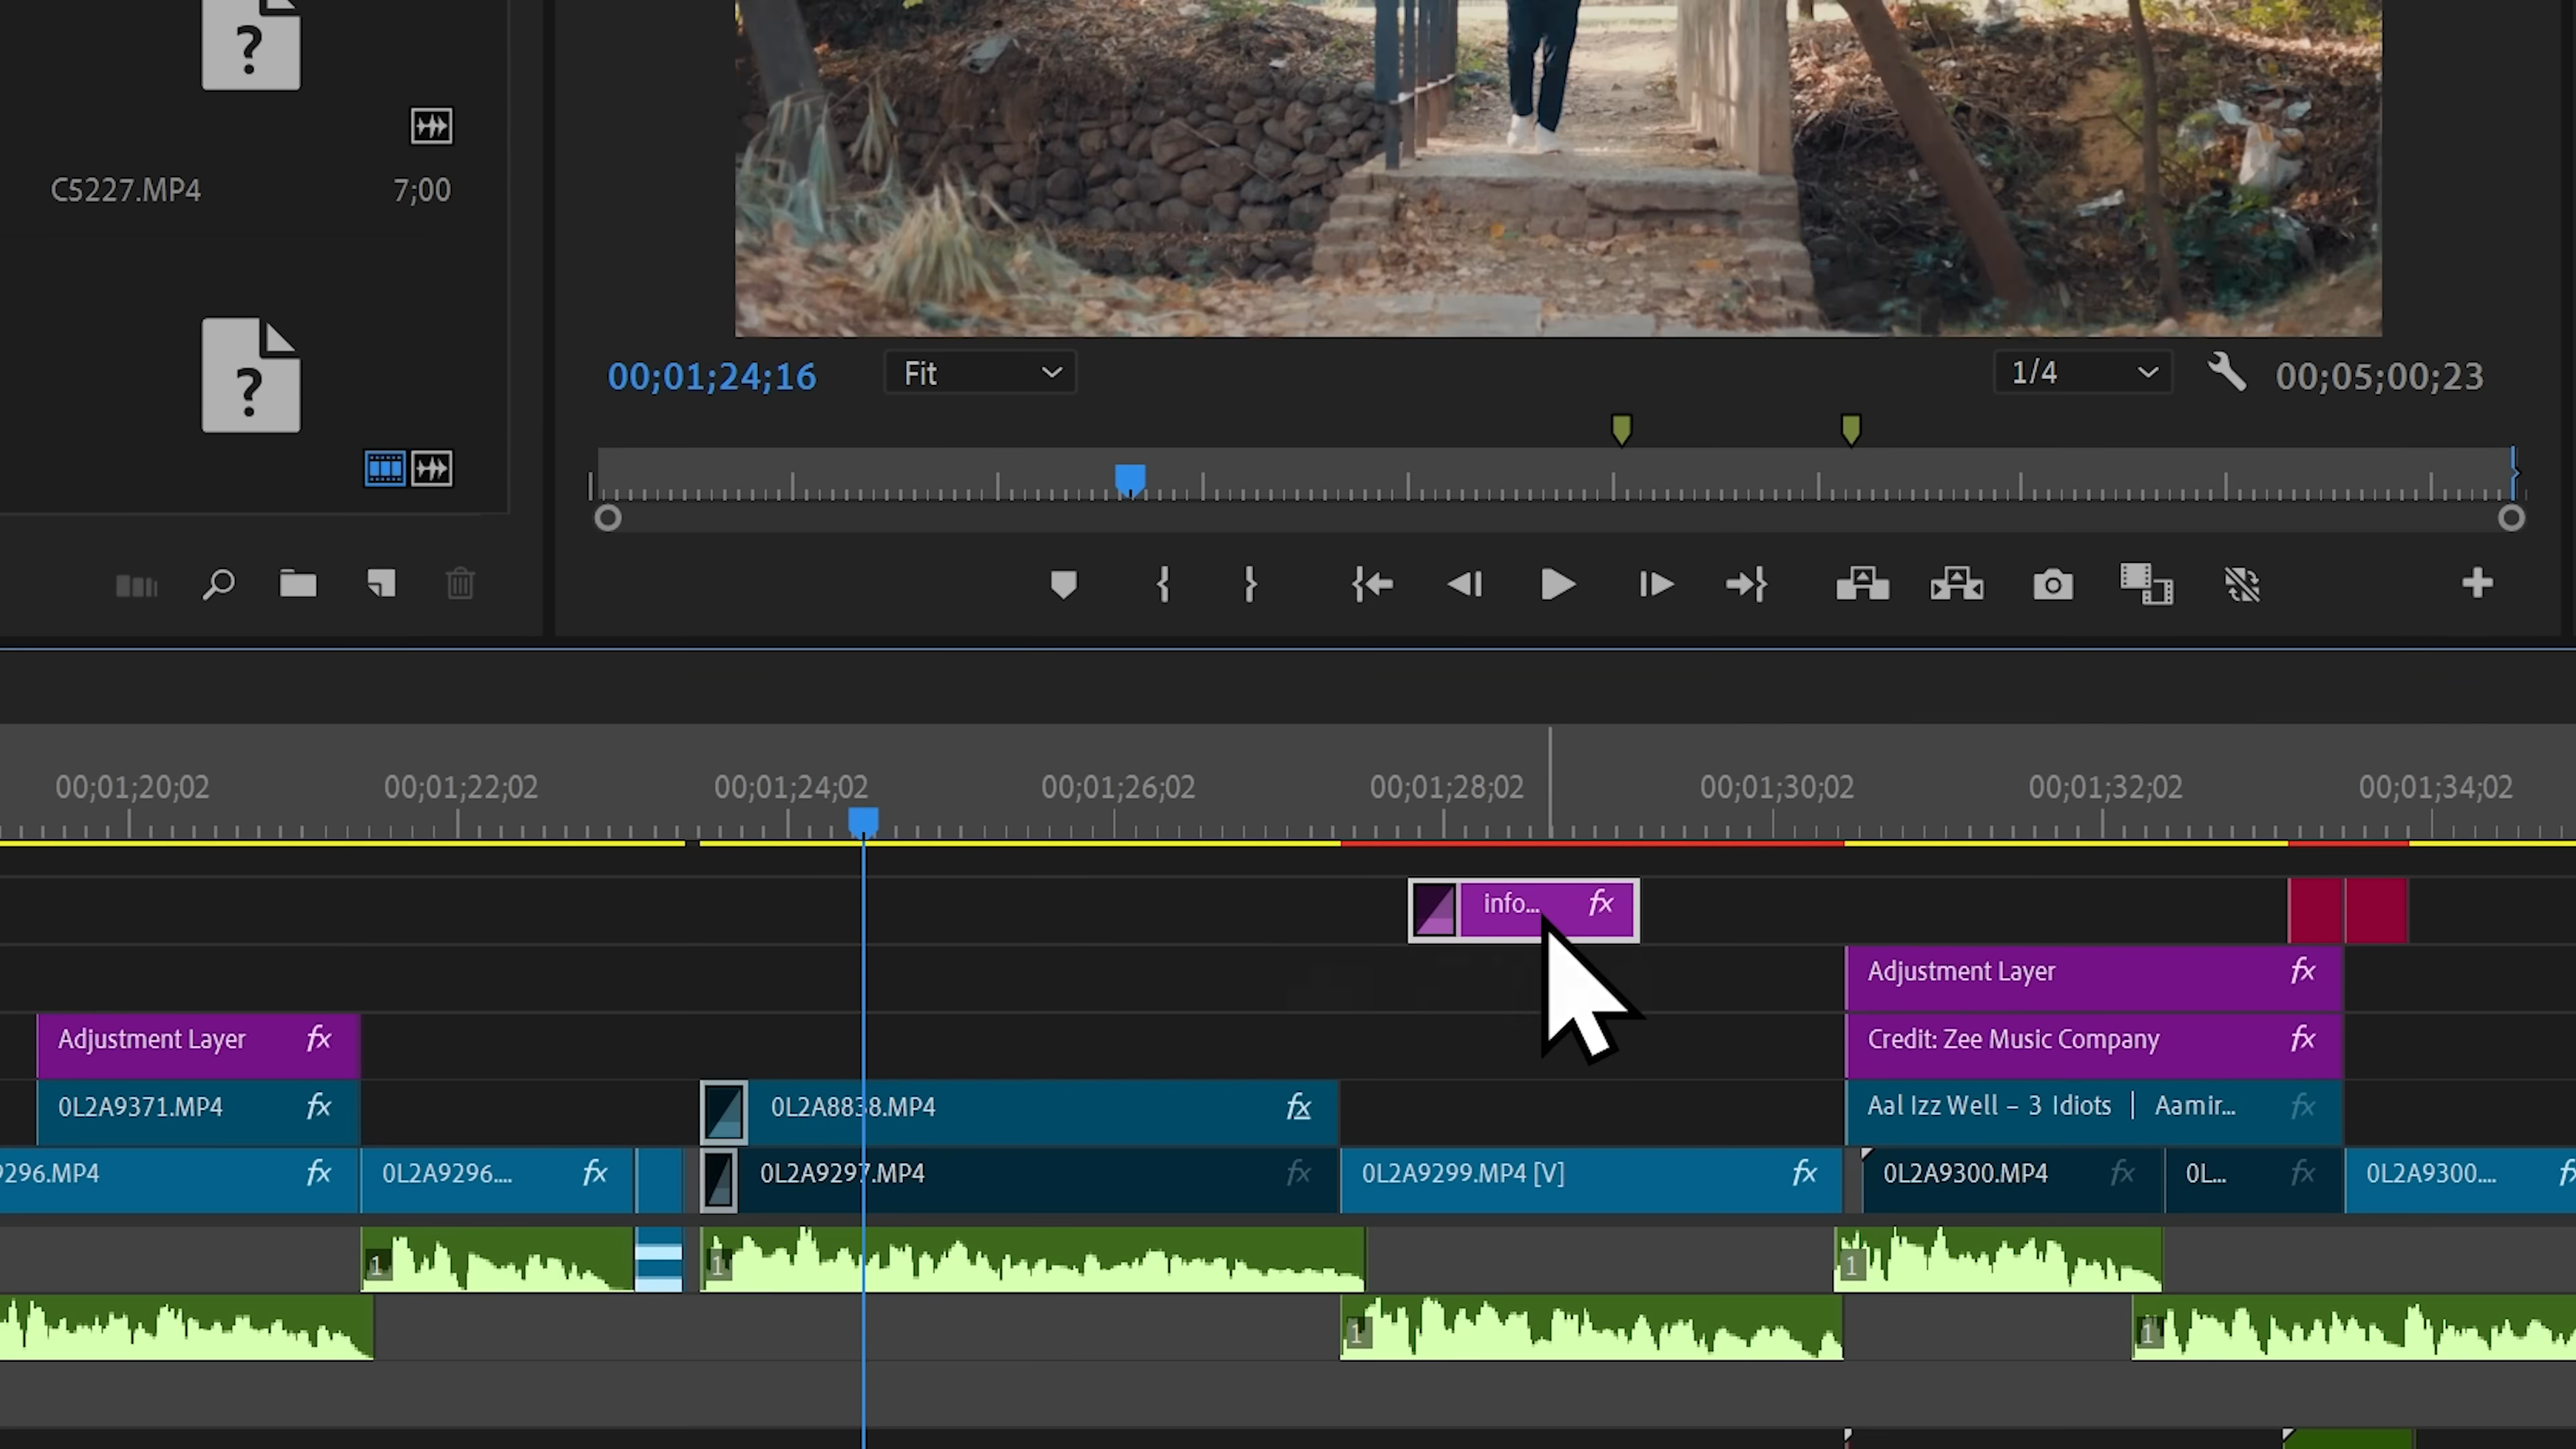 ?
C5227.MP4 7;00
?
00;01;24;16 Fit 1/4 00;05;00;23
00;01;20;02 00;01;22;02 00;01;24;02 00;01;26;02 00;01;28;02 00;01;30;02 00;01;32;02 00;01;34;02
info... fx
Adjustment Layer fx
Adjustment Layer fx Credit: Zee Music Company fx
0L2A9371.MP4 fx 0L2A8838.MP4 fx Aal Izz Well – 3 Idiots | Aamir... fx
9296.MP4 fx 0L2A9296.... fx 0L2A9297.MP4 fx 0L2A9299.MP4 [V] fx 0L2A9300.MP4 fx 0L... fx 0L2A9300.... fx
1 1 1
1 1